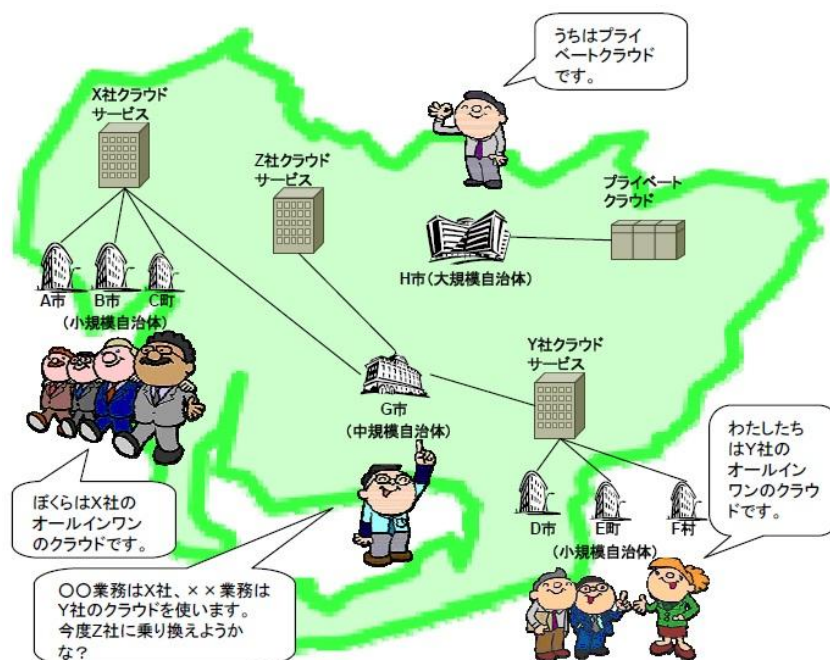 うちはプライ
ベートクラウド
です。
X社クラウド
サービス
Z社クラウド
サービス
プライベート
クラウド
H市(大規模自治体)
A市
B市
C町
(小規模自治体)
Y社クラウド
サービス
G市
(中規模自治体)
わたしたち
はY社の
オールイン
ワンのクラウ
ドです。
D市
E町
F村
(小規模自治体)
ぼくらはX社の
オールインワン
のクラウドです。
〇〇業務はX社、××業務は
Y社のクラウドを使います。
今度Z社に乗り換えようか
な?